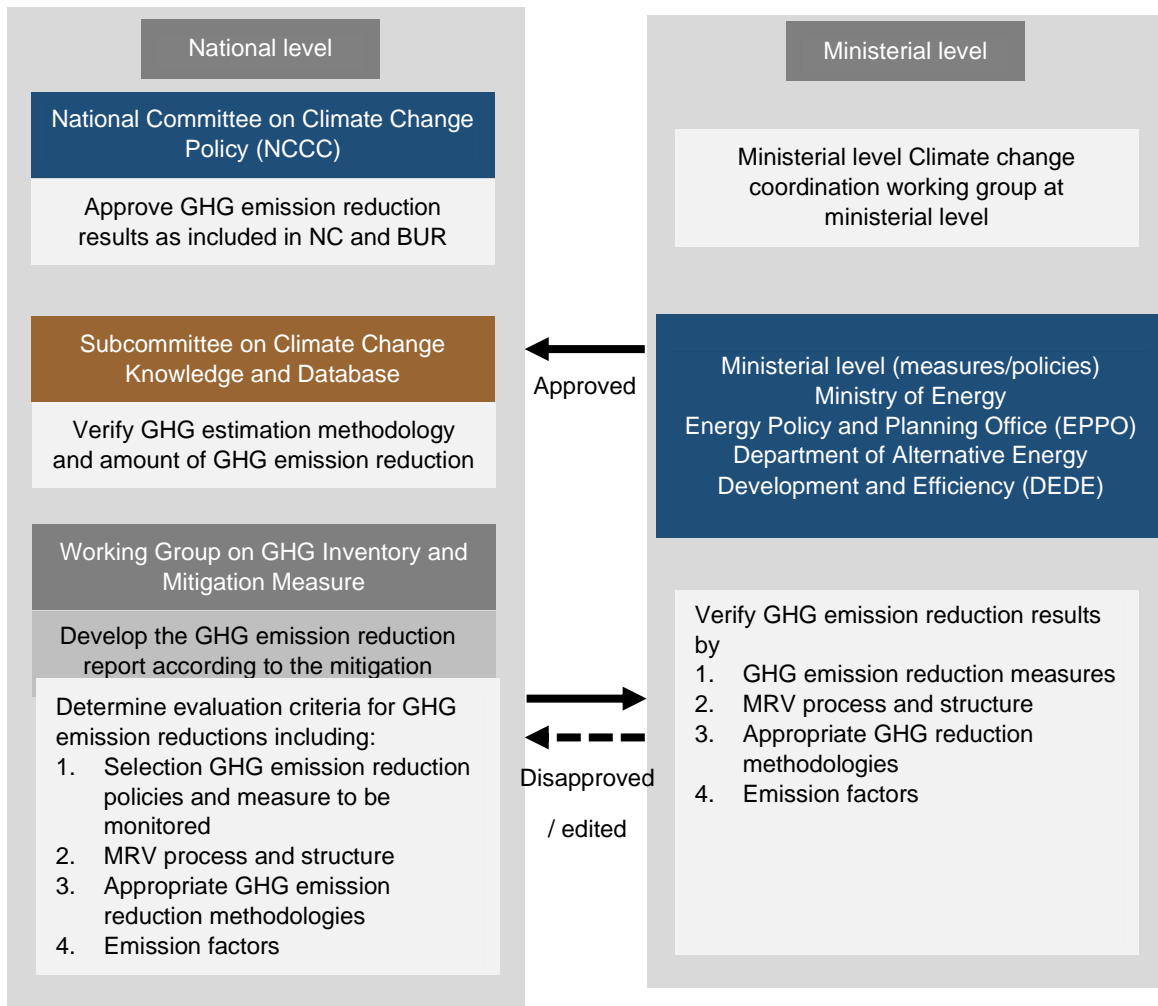 National level
National Committee on Climate Change
Policy (NCCC)
Approve GHG emission reduction
results as included in NC and BUR
Subcommittee on Climate Change
Knowledge and Database
Verify GHG estimation methodology
and amount of GHG emission reduction
Working Group on GHG Inventory and
Mitigation Measure
Develop the GHG emission reduction
report according to the mitigation
Determine evaluation criteria for GHG
emission reductions including:
1. Selection GHG emission reduction
policies and measure to be
monitored
2. MRV process and structure
3. Appropriate GHG emission
reduction methodologies
4. Emission factors
Approved
Disapproved
/ edited
Ministerial level
Ministerial level Climate change
coordination working group at
ministerial level
Ministerial level (measures/policies)
Ministry of Energy
Energy Policy and Planning Office (EPPO)
Department of Alternative Energy
Development and Efficiency (DEDE)
Verify GHG emission reduction results
by
1. GHG emission reduction measures
2. MRV process and structure
3. Appropriate GHG reduction
methodologies
4. Emission factors